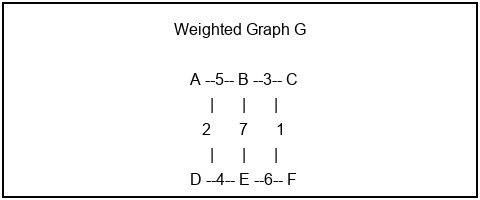 Weighted Graph G
A --5-- B --3-- C
| | |
2 7 1
| | |
D --4-- E --6-- F